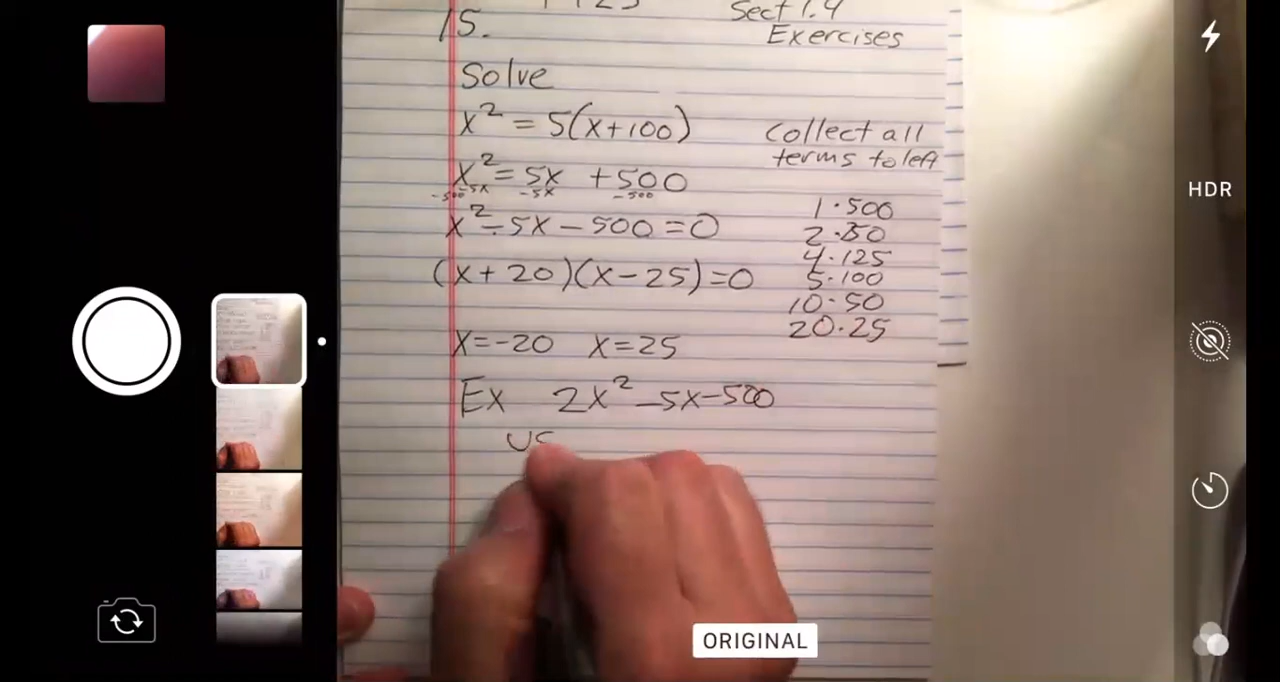 15.
Sect 1.4
Exercises
Solve
x² = 5(x+100)
collect all
terms to left
x² = 5x + 500
-500 -5x -5x -500
x² - 5x - 500 = 0
(x + 20)(x - 25) = 0
1·500
2·250
4·125
5·100
10·50
20·25
x = -20 x = 25
Ex 2x² - 5x - 500
us
HDR
ORIGINAL